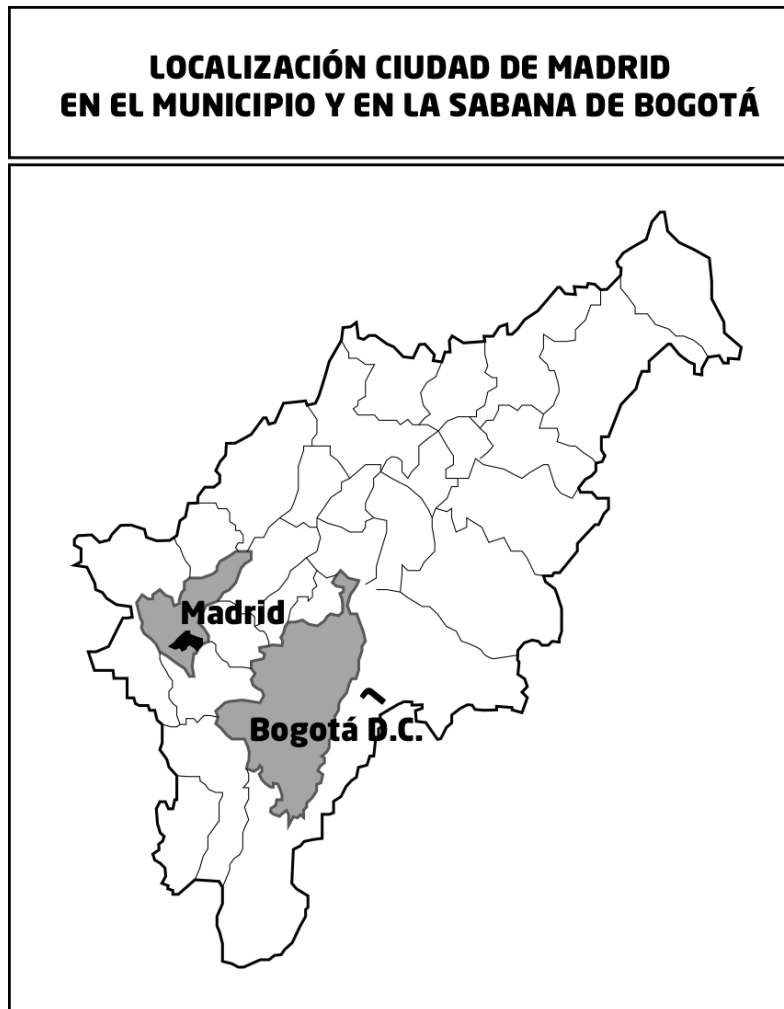 LOCALIZACIÓN CIUDAD DE MADRID
EN EL MUNICIPIO Y EN LA SABANA DE BOGOTÁ
Madrid
Bogotá D.C.